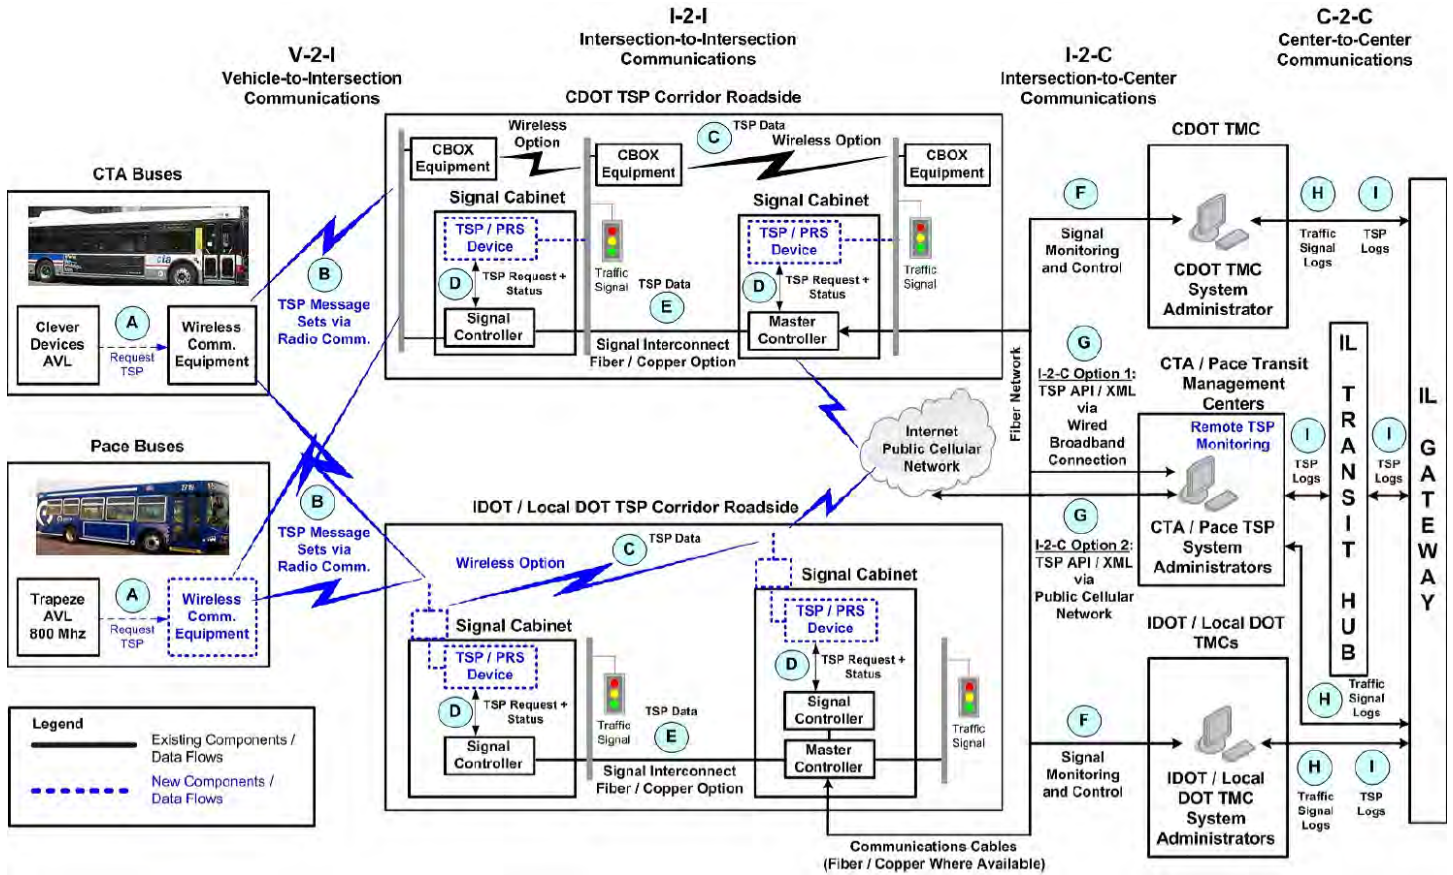 V-2-I
Vehicle-to-Intersection
Communications
I-2-I
Intersection-to-Intersection
Communications
I-2-C
Intersection-to-Center
Communications
C-2-C
Center-to-Center
Communications
CTA Buses
cta
Clever
Devices
AVL
A
Request
TSP
Wireless
Comm.
Equipment
B
TSP Message
Sets via
Radio Comm.
Pace Buses
Trapeze
AVL
800 Mhz
A
Request
TSP
Wireless
Comm.
Equipment
B
TSP Message
Sets via
Radio Comm.
Legend
Existing Components /
Data Flows
New Components /
Data Flows
CDOT TSP Corridor Roadside
CBOX
Equipment
Wireless
Option
CBOX
Equipment
C
TSP Data
Wireless Option
CBOX
Equipment
Signal Cabinet
TSP / PRS
Device
D
TSP Request +
Status
Signal
Controller
Traffic
Signal
TSP Data
E
Signal Interconnect
Fiber / Copper Option
Signal Cabinet
TSP / PRS
Device
D
TSP Request +
Status
Master
Controller
Traffic
Signal
Internet
Public Cellular
Network
IDOT / Local DOT TSP Corridor Roadside
Wireless Option
C
TSP Data
Signal Cabinet
TSP / PRS
Device
D
TSP Request +
Status
Signal
Controller
Traffic
Signal
TSP Data
E
Signal Interconnect
Fiber / Copper Option
Signal Cabinet
TSP / PRS
Device
D
TSP Request +
Status
Signal
Controller
Master
Controller
Traffic
Signal
Communications Cables
(Fiber / Copper Where Available)
Fiber Network
F
Signal
Monitoring
and Control
G
I-2-C Option 1:
TSP API / XML
via
Wired
Broadband
Connection
G
I-2-C Option 2:
TSP API / XML
via
Public Cellular
Network
F
Signal
Monitoring
and Control
CDOT TMC
CDOT TMC
System
Administrator
H
Traffic
Signal
Logs
I
TSP
Logs
CTA / Pace Transit
Management
Centers
Remote TSP
Monitoring
CTA / Pace TSP
System
Administrators
I
TSP
Logs
IL TRANSIT HUB
I
TSP
Logs
IL GATEWAY
H
Traffic
Signal
Logs
IDOT / Local DOT
TMCs
IDOT / Local
DOT TMC
System
Administrators
H
Traffic
Signal
Logs
I
TSP
Logs